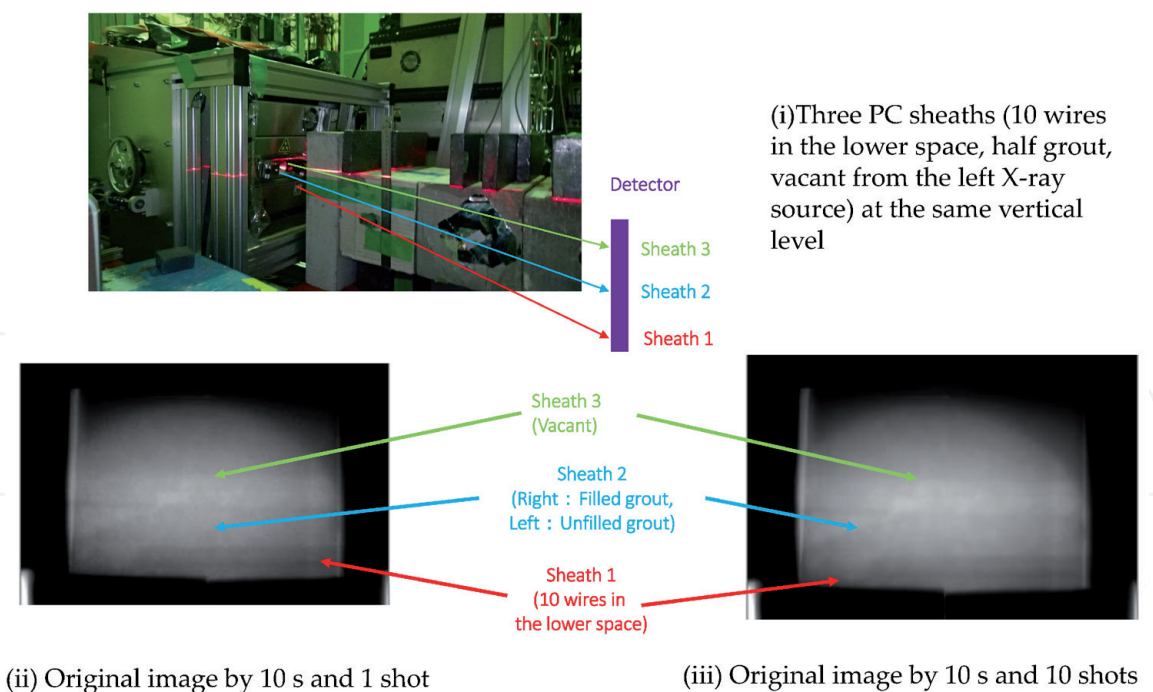 (i)Three PC sheaths (10 wires
in the lower space, half grout,
vacant from the left X-ray
source) at the same vertical
level
Detector
Sheath 3
Sheath 2
Sheath 1
Sheath 3
(Vacant)
Sheath 2
(Right : Filled grout,
Left : Unfilled grout)
Sheath 1
(10 wires in
the lower space)
(ii) Original image by 10 s and 1 shot
(iii) Original image by 10 s and 10 shots